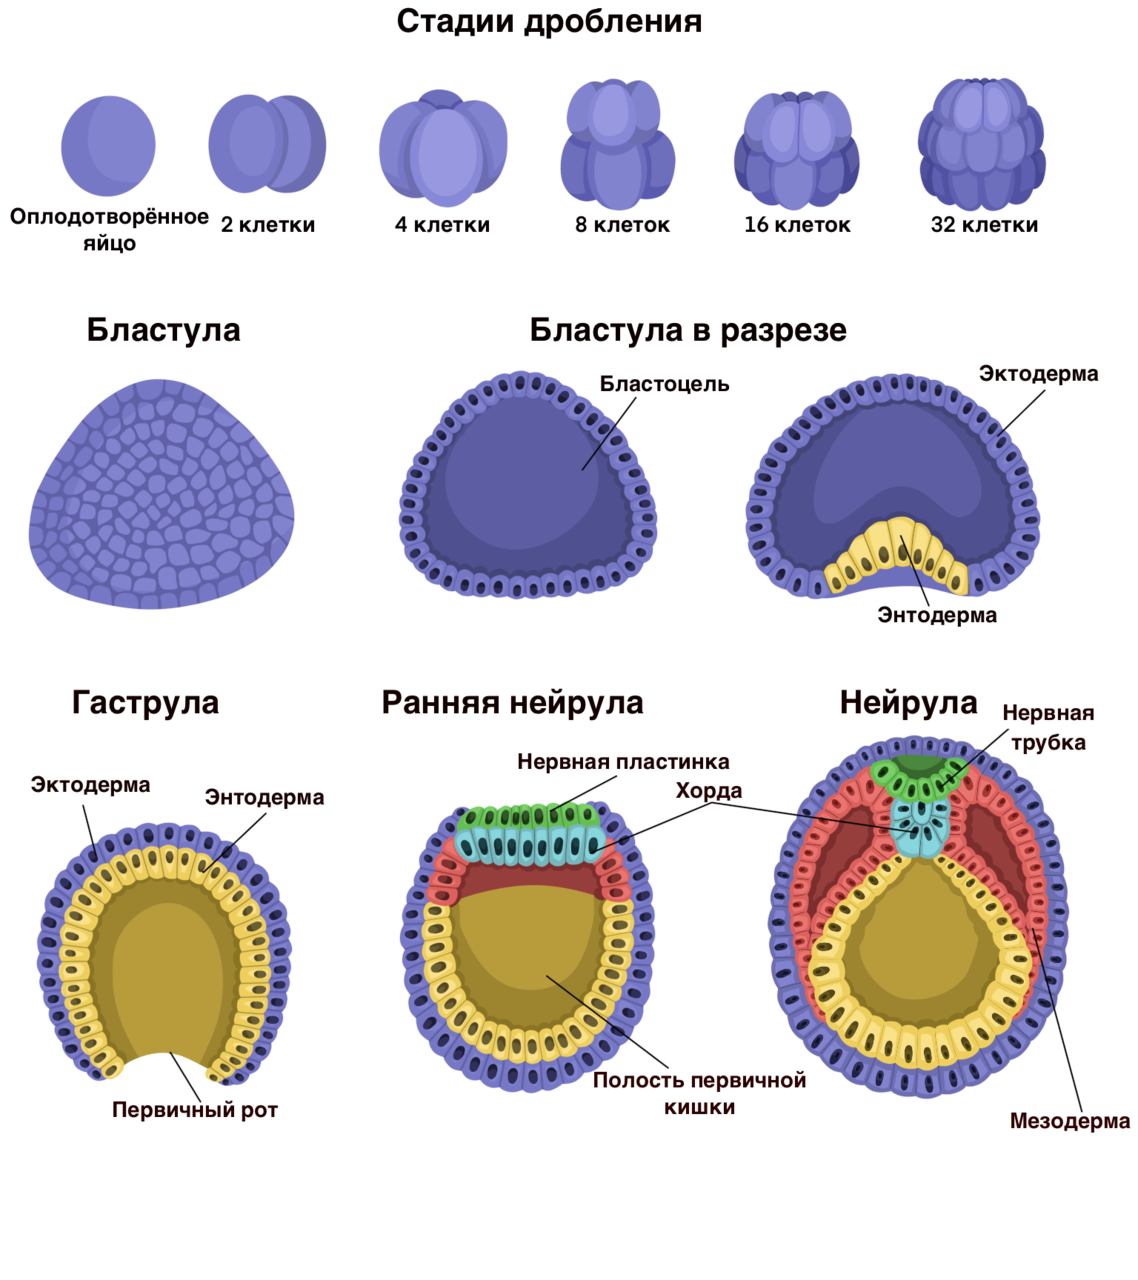 Стадии дробления
Оплодотворённое
яйцо
2 клетки
4 клетки
8 клеток
16 клеток
32 клетки
Бластула
Бластула в разрезе
Бластоцель
Эктодерма
Энтодерма
Гаструла
Ранняя нейрула
Нейрула
Нервная
трубка
Эктодерма
Энтодерма
Нервная пластинка
Хорда
Первичный рот
Полость первичной
кишки
Мезодерма